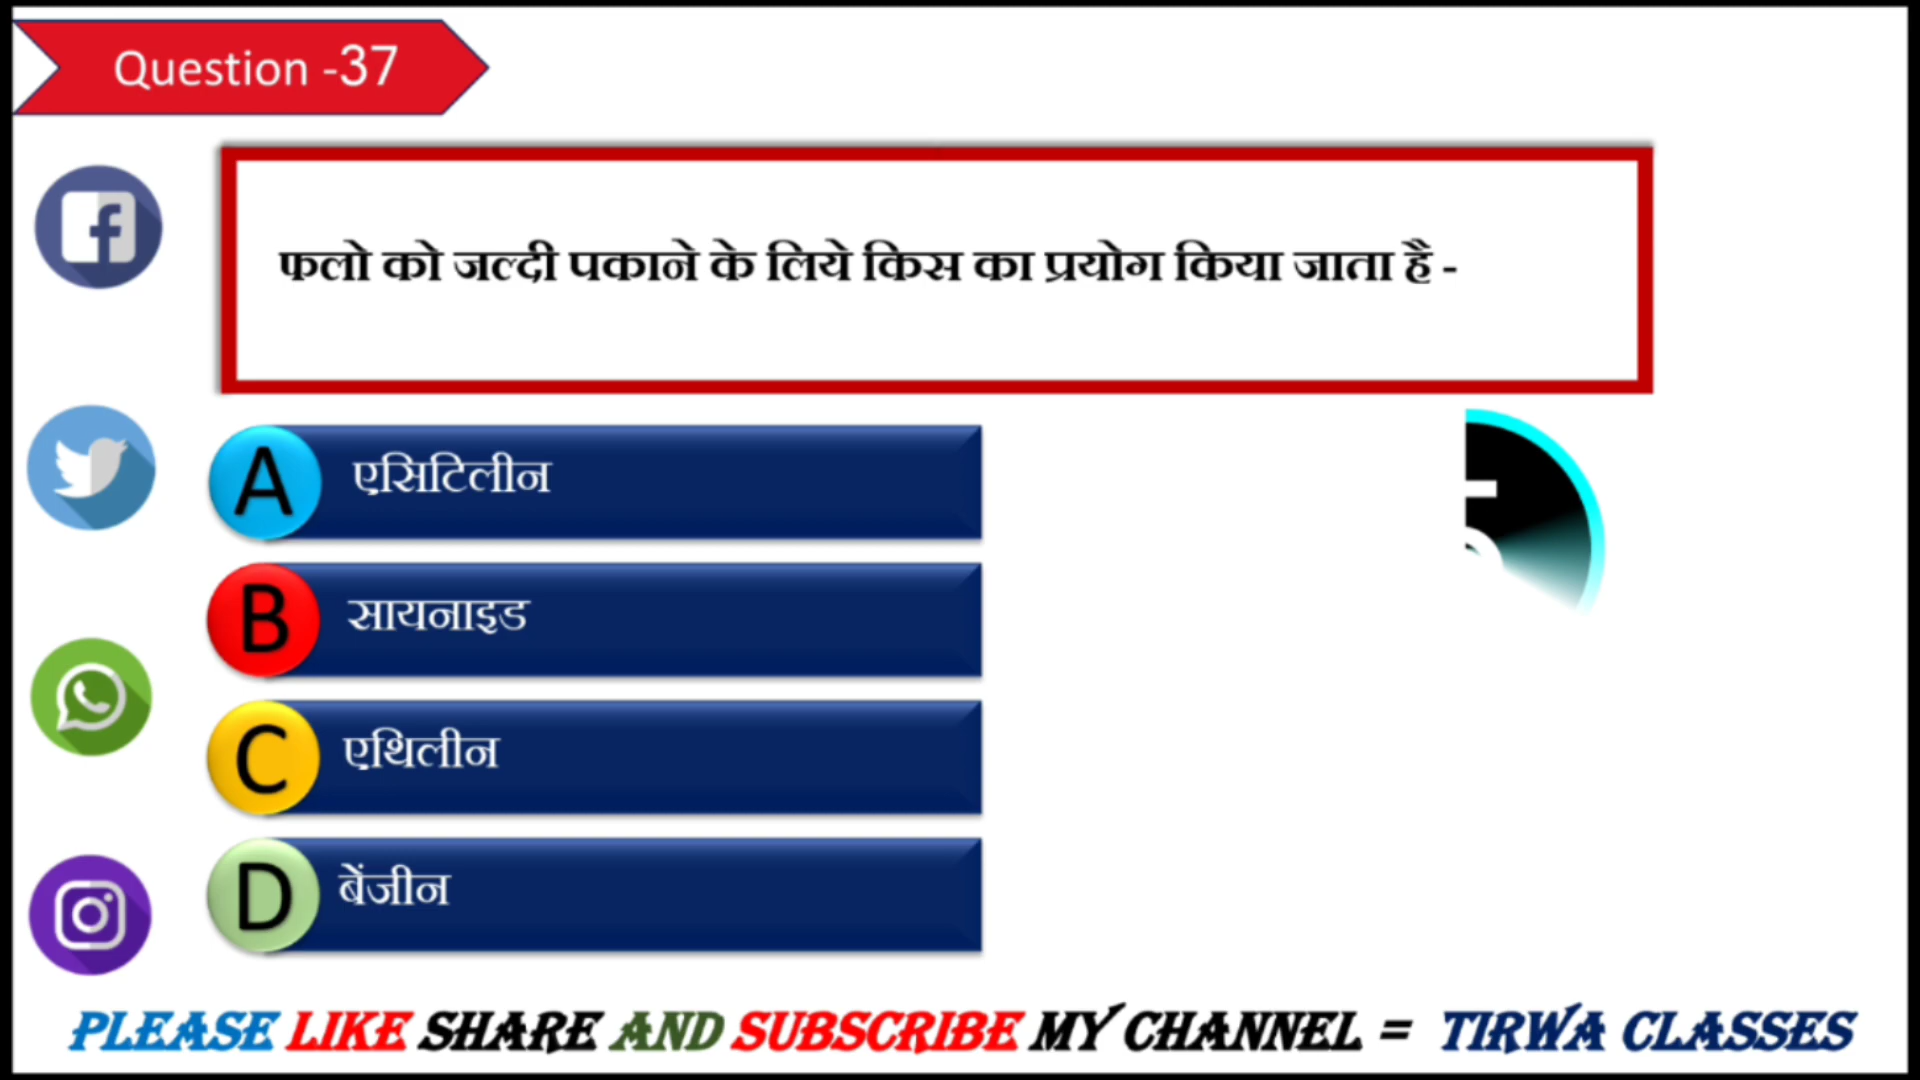 Question -37
फलो को जल्दी पकाने के लिये किस का प्रयोग किया जाता है -
A एसिटिलीन
B सायनाइड
C एथिलीन
D बेंजीन
PLEASE LIKE SHARE AND SUBSCRIBE MY CHANNEL = TIRWA CLASSES